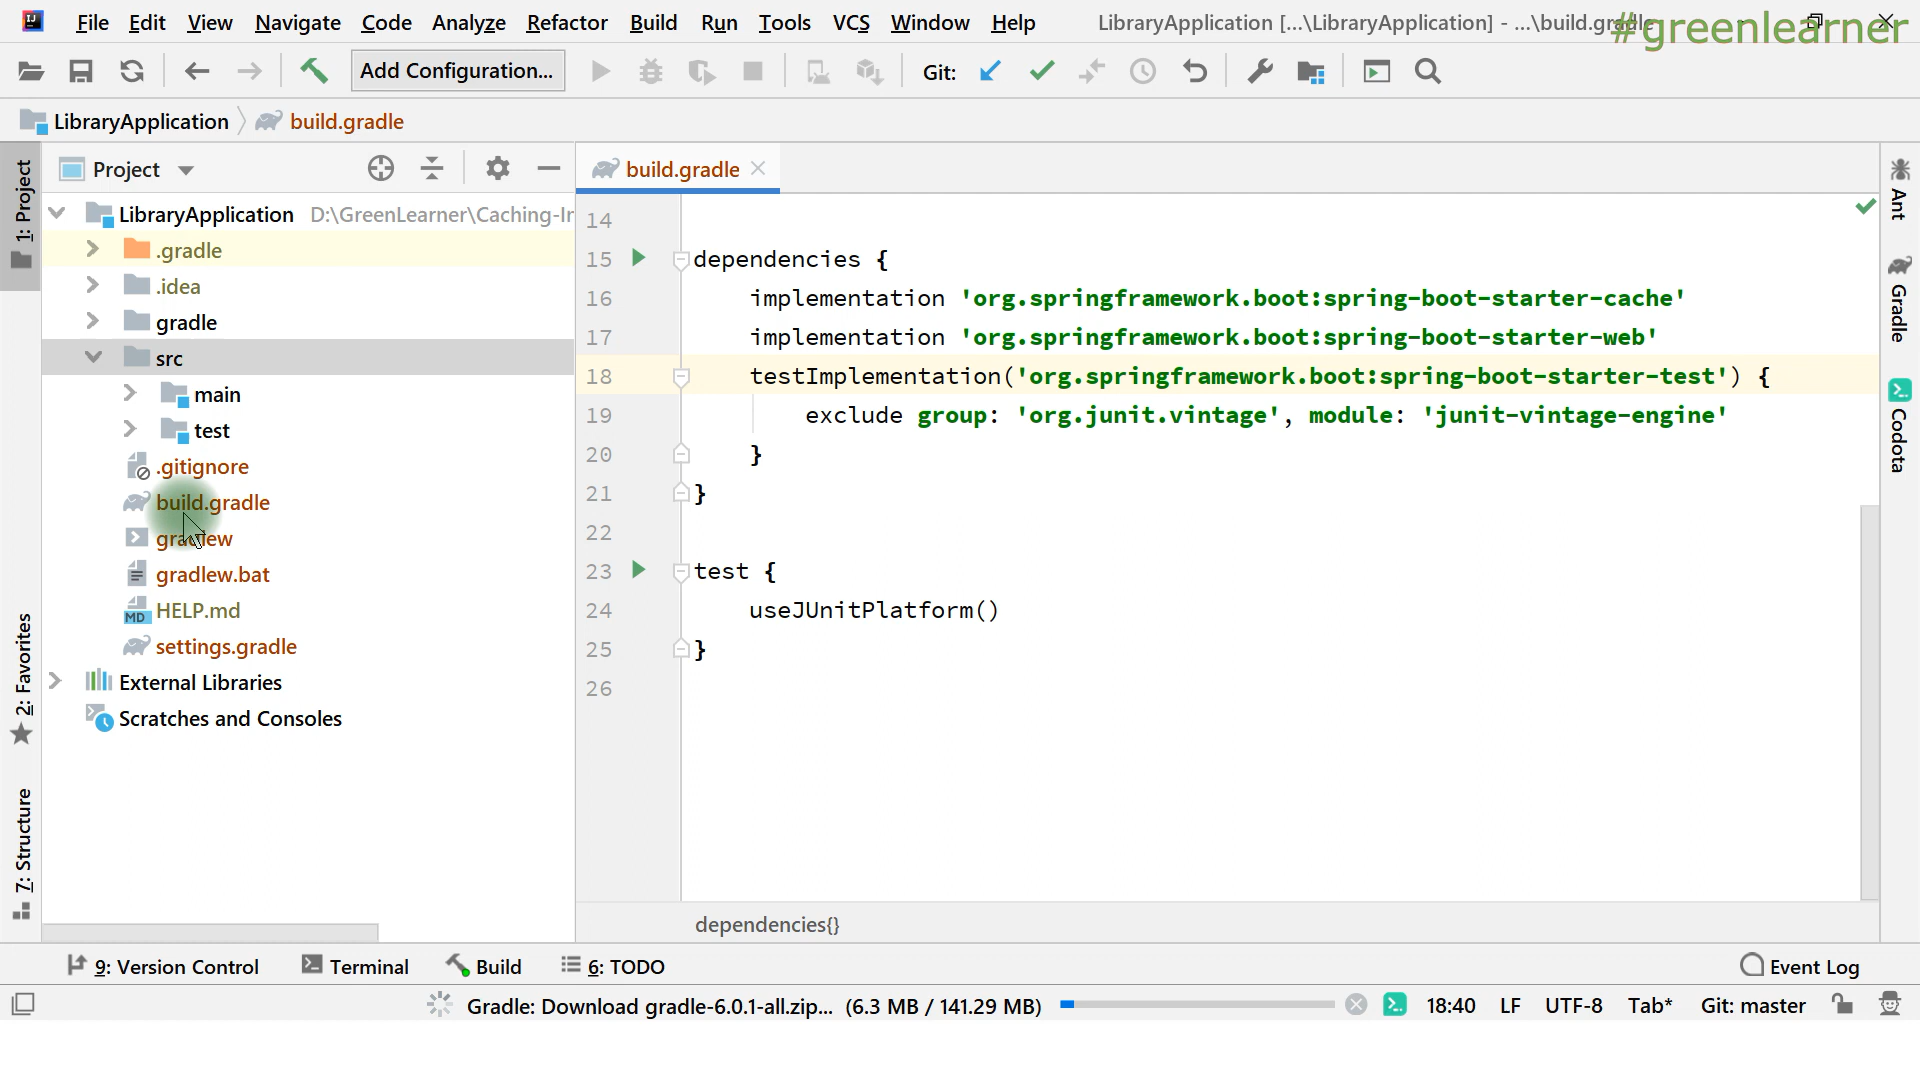 File Edit View Navigate Code Analyze Refactor Build Run Tools VCS Window Help LibraryApplication [...\LibraryApplication] - ...\build.gradle
#greenlearner
Add Configuration... Git:
LibraryApplication build.gradle
Project
build.gradle
1: Project
2: Favorites
7: Structure
LibraryApplication D:\GreenLearner\Caching-In
.gradle
.idea
gradle
src
main
test
.gitignore
build.gradle
gradlew
gradlew.bat
HELP.md
settings.gradle
External Libraries
Scratches and Consoles
14
15 dependencies {
16 implementation 'org.springframework.boot:spring-boot-starter-cache'
17 implementation 'org.springframework.boot:spring-boot-starter-web'
18 testImplementation('org.springframework.boot:spring-boot-starter-test') {
19 exclude group: 'org.junit.vintage', module: 'junit-vintage-engine'
20 }
21 }
22
23 test {
24 useJUnitPlatform()
25 }
26
dependencies{}
Ant
Gradle
Codota
9: Version Control Terminal Build 6: TODO Event Log
Gradle: Download gradle-6.0.1-all.zip... (6.3 MB / 141.29 MB) 18:40 LF UTF-8 Tab* Git: master